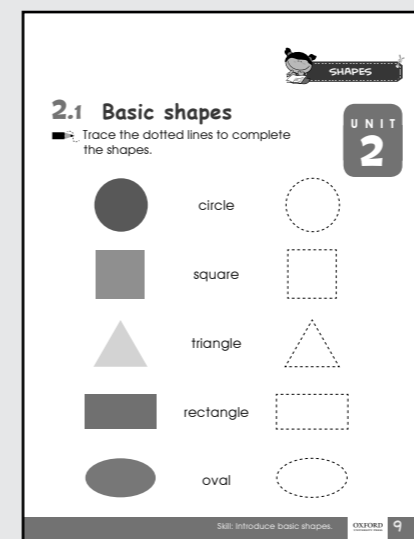 SHAPES
2.1 Basic shapes
UNIT
2
Trace the dotted lines to complete
the shapes.
circle
square
triangle
rectangle
oval
Skill: Introduce basic shapes.
OXFORD
9